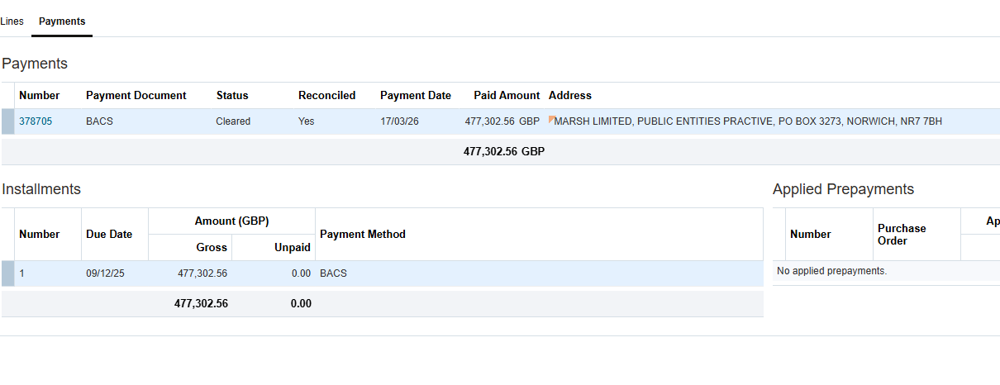 Lines Payments
Payments
Number Payment Document Status Reconciled Payment Date Paid Amount Address
378705 BACS Cleared Yes 17/03/26 477,302.56 GBP MARSH LIMITED, PUBLIC ENTITIES PRACTIVE, PO BOX 3273, NORWICH, NR7 7BH
477,302.56 GBP
Installments
Number Due Date Amount (GBP) Payment Method
Gross Unpaid
1 09/12/25 477,302.56 0.00 BACS
477,302.56 0.00
Applied Prepayments
Number Purchase Order Ap
No applied prepayments.